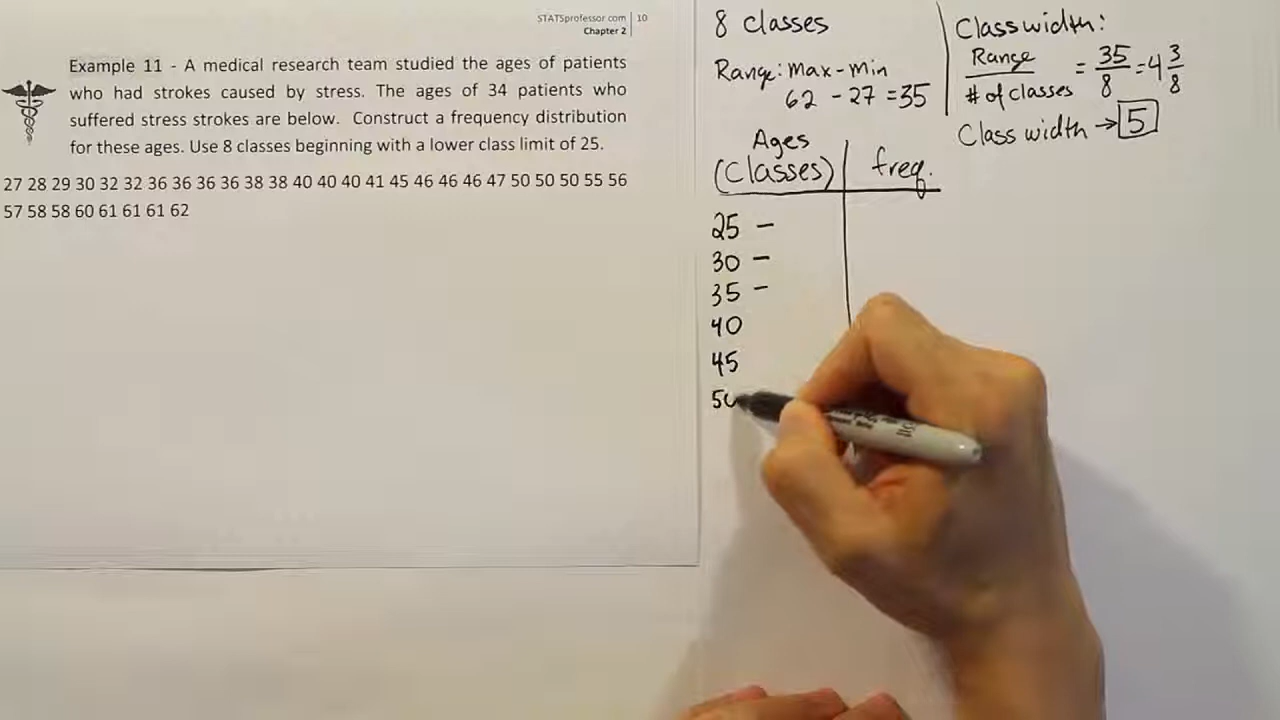 STATSprofessor.com | 10
Chapter 2
Example 11 - A medical research team studied the ages of patients
who had strokes caused by stress. The ages of 34 patients who
suffered stress strokes are below. Construct a frequency distribution
for these ages. Use 8 classes beginning with a lower class limit of 25.
27 28 29 30 32 32 36 36 36 36 38 38 40 40 40 41 45 46 46 46 47 50 50 50 55 56
57 58 58 60 61 61 61 62
8 classes
Range: Max - Min
62 - 27 = 35
Class width:
Range
# of classes
= 35/8 = 4 3/8
Class width → 5
Ages
(Classes)
freq.
25 -
30 -
35 -
40
45
50